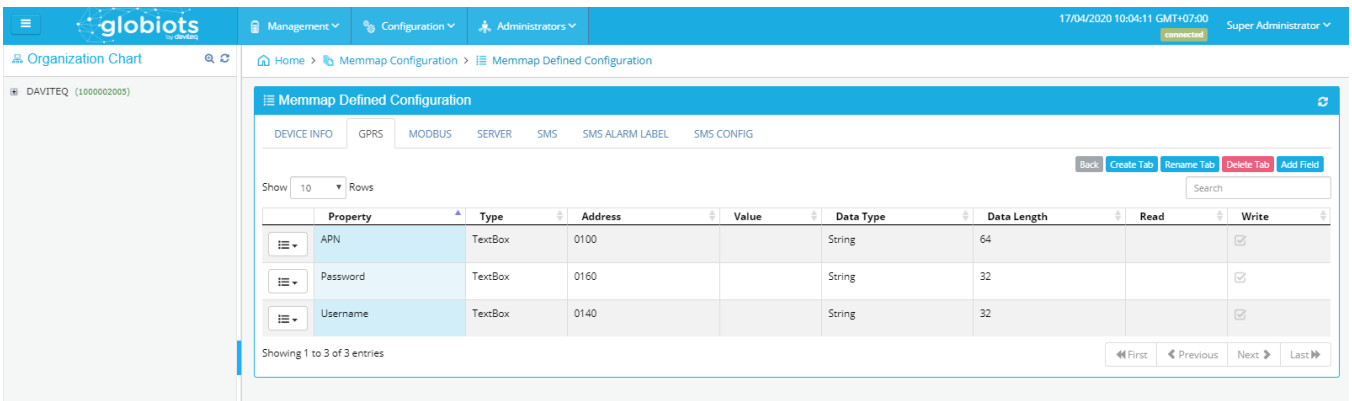 globiots
by daviteq
Management
Configuration
Administrators
17/04/2020 10:04:11 GMT+07:00
connected
Super Administrator
Organization Chart
DAVITEQ (1000002005)
Home > Memmap Configuration > Memmap Defined Configuration
Memmap Defined Configuration
DEVICE INFO GPRS MODBUS SERVER SMS SMS ALARM LABEL SMS CONFIG
Back Create Tab Rename Tab Delete Tab Add Field
Show 10 Rows Search
Property Type Address Value Data Type Data Length Read Write
APN TextBox 0100 String 64
Password TextBox 0160 String 32
Username TextBox 0140 String 32
Showing 1 to 3 of 3 entries
First Previous Next Last